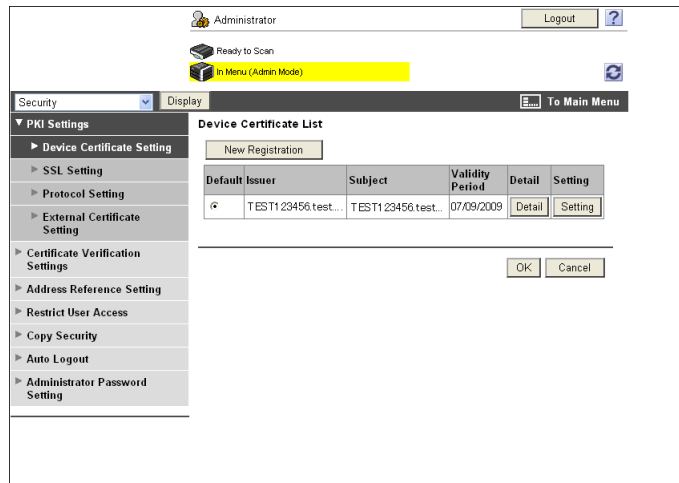 Administrator
Logout
?
Ready to Scan
In Menu (Admin Mode)
Security
Display
To Main Menu
PKI Settings
Device Certificate Setting
SSL Setting
Protocol Setting
External Certificate
Setting
Certificate Verification
Settings
Address Reference Setting
Restrict User Access
Copy Security
Auto Logout
Administrator Password
Setting
Device Certificate List
New Registration
Default Issuer Subject Validity Period Detail Setting
TEST123456.test.... TEST123456.test... 07/09/2009 Detail Setting
OK Cancel